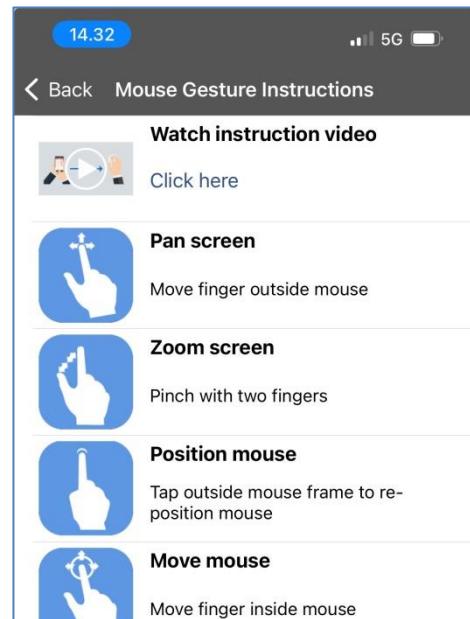 14.32
5G
Back Mouse Gesture Instructions
Watch instruction video
Click here
Pan screen
Move finger outside mouse
Zoom screen
Pinch with two fingers
Position mouse
Tap outside mouse frame to re-
position mouse
Move mouse
Move finger inside mouse